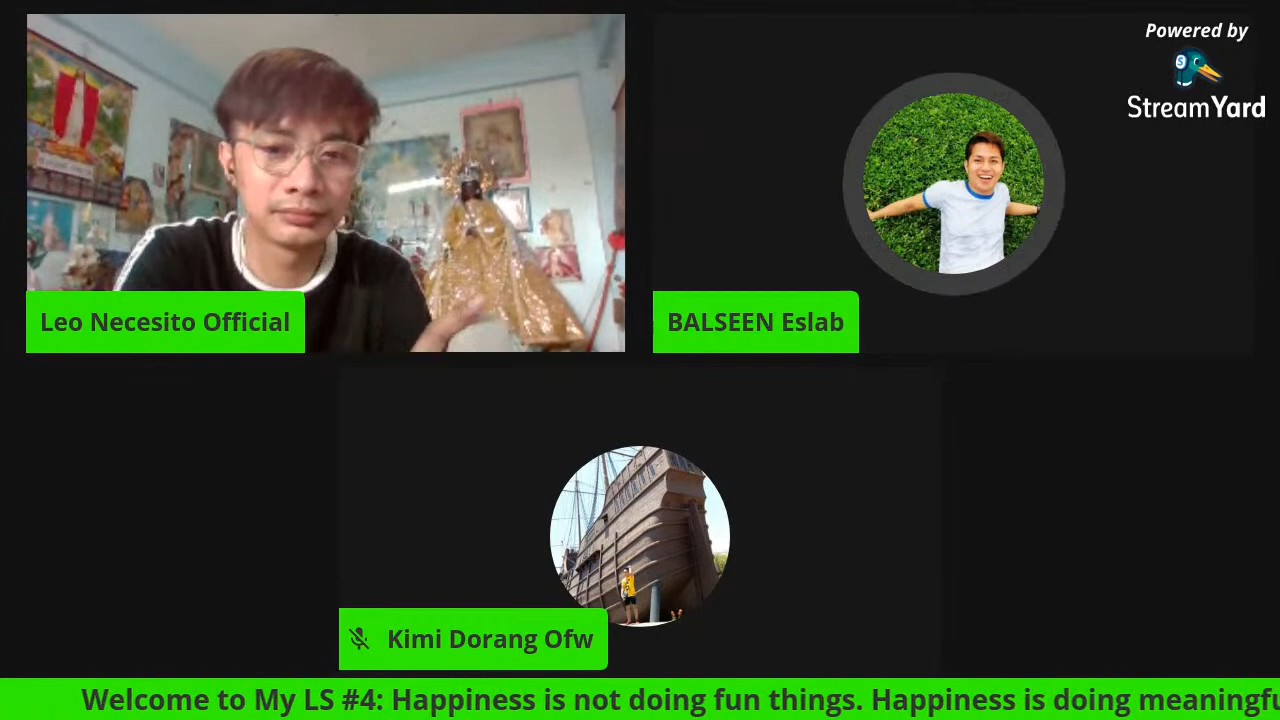 Powered by
StreamYard
Leo Necesito Official
BALSEEN Eslab
Kimi Dorang Ofw
Welcome to My LS #4: Happiness is not doing fun things. Happiness is doing meaningfu